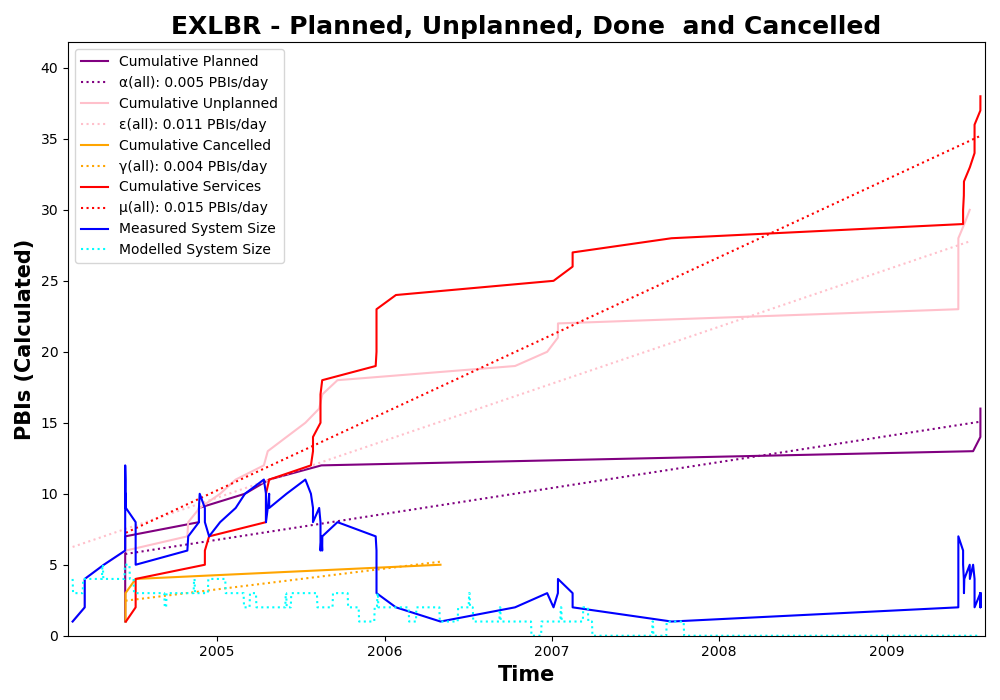 EXLBR - Planned, Unplanned, Done  and Cancelled
Cumulative Planned
α(all): 0.005 PBIs/day
Cumulative Unplanned
ε(all): 0.011 PBIs/day
Cumulative Cancelled
γ(all): 0.004 PBIs/day
Cumulative Services
μ(all): 0.015 PBIs/day
Measured System Size
Modelled System Size
PBIs (Calculated)
40
35
30
25
20
15
10
5
0
2005
2006
2007
2008
2009
Time